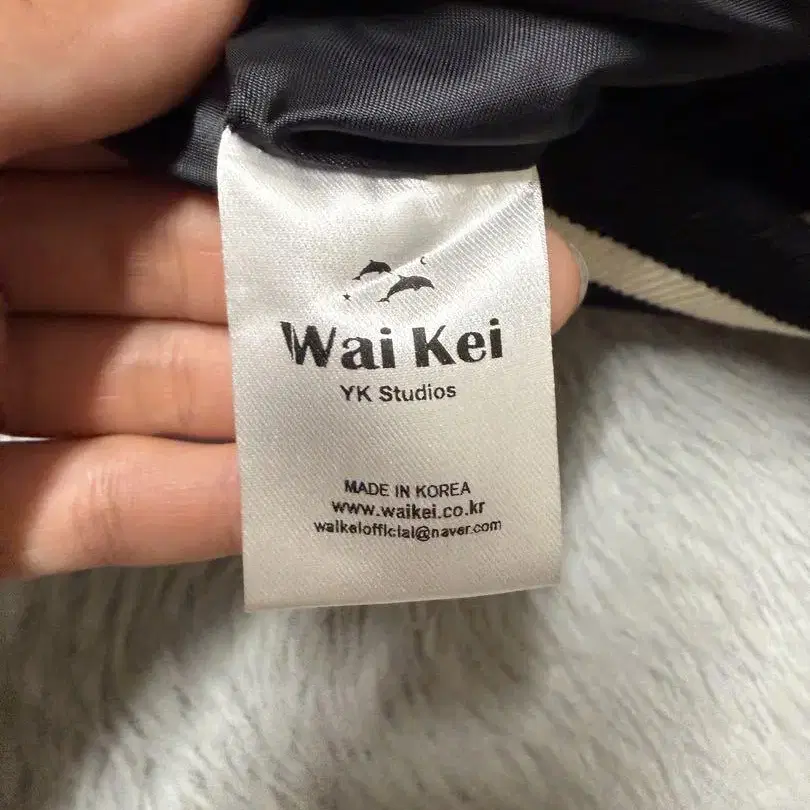 Wai Kei
YK Studios
MADE IN KOREA
www.waikei.co.kr
waikeiofficial@naver.com